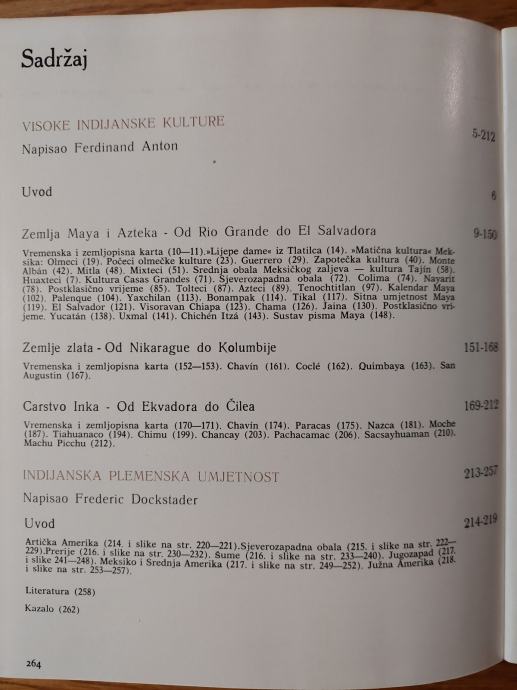 Sadržaj
VISOKE INDIJANSKE KULTURE 5-212
Napisao Ferdinand Anton
Uvod 6
Zemlja Maya i Azteka - Od Rio Grande do El Salvadora 9-150
Vremenska i zemljopisna karta (10—11).»Lijepe dame« iz Tlatilca (14). »Matična kultura« Mek-
sika: Olmeci (19). Počeci olmečke kulture (23). Guerrero (29). Zapotečka kultura (40). Monte
Albán (42). Mitla (48). Mixteci (51). Srednja obala Meksičkog zaljeva — kultura Tajín (58).
Huaxteci (7). Kultura Casas Grandes (71). Sjeverozapadna obala (72). Colima (74). Nayarit
(78). Postklasično vrijeme (85). Tolteci (87). Azteci (89). Tenochtitlan (97). Kalendar Maya
(102). Palenque (104). Yaxchilan (113). Bonampak (114). Tikal (117). Sitna umjetnost Maya
(119). El Salvador (121). Visoravan Chiapa (123). Chama (126). Jaina (130). Postklasično vri-
jeme. Yucatán (138). Uxmal (141). Chichén Itzá (143). Sustav pisma Maya (148).
Zemlje zlata - Od Nikarague do Kolumbije 151-168
Vremenska i zemljopisna karta (152—153). Chavín (161). Coclé (162). Quimbaya (163). San
Augustin (167).
Carstvo Inka - Od Ekvadora do Čilea 169-212
Vremenska i zemljopisna karta (170—171). Chavín (174). Paracas (175). Nazca (181). Moche
(187). Tiahuanaco (194). Chimu (199). Chancay (203). Pachacamac (206). Sacsayhuaman (210).
Machu Picchu (212).
INDIJANSKA PLEMENSKA UMJETNOST 213-257
Napisao Frederic Dockstader
Uvod 214-219
Artička Amerika (214. i slike na str. 220—221).Sjeverozapadna obala (215. i slike na str. 222—
229).Prerije (216. i slike na str. 230—232). Šume (216. i slike na str. 233—240). Jugozapad (217.
i slike 241—248). Meksiko i Srednja Amerika (217. i slike na str. 249—252). Južna Amerika (218.
i slike na str. 253—257).
Literatura (258)
Kazalo (262)
264